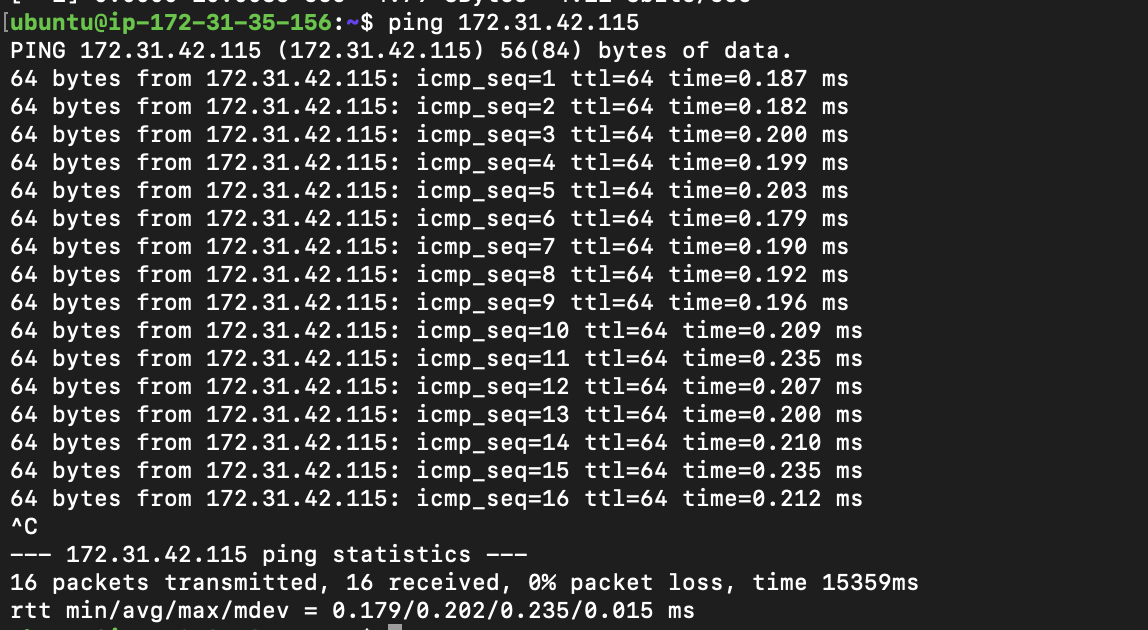 [ubuntu@ip-172-31-35-156:~$ ping 172.31.42.115
PING 172.31.42.115 (172.31.42.115) 56(84) bytes of data.
64 bytes from 172.31.42.115: icmp_seq=1 ttl=64 time=0.187 ms
64 bytes from 172.31.42.115: icmp_seq=2 ttl=64 time=0.182 ms
64 bytes from 172.31.42.115: icmp_seq=3 ttl=64 time=0.200 ms
64 bytes from 172.31.42.115: icmp_seq=4 ttl=64 time=0.199 ms
64 bytes from 172.31.42.115: icmp_seq=5 ttl=64 time=0.203 ms
64 bytes from 172.31.42.115: icmp_seq=6 ttl=64 time=0.179 ms
64 bytes from 172.31.42.115: icmp_seq=7 ttl=64 time=0.190 ms
64 bytes from 172.31.42.115: icmp_seq=8 ttl=64 time=0.192 ms
64 bytes from 172.31.42.115: icmp_seq=9 ttl=64 time=0.196 ms
64 bytes from 172.31.42.115: icmp_seq=10 ttl=64 time=0.209 ms
64 bytes from 172.31.42.115: icmp_seq=11 ttl=64 time=0.235 ms
64 bytes from 172.31.42.115: icmp_seq=12 ttl=64 time=0.207 ms
64 bytes from 172.31.42.115: icmp_seq=13 ttl=64 time=0.200 ms
64 bytes from 172.31.42.115: icmp_seq=14 ttl=64 time=0.210 ms
64 bytes from 172.31.42.115: icmp_seq=15 ttl=64 time=0.235 ms
64 bytes from 172.31.42.115: icmp_seq=16 ttl=64 time=0.212 ms
^C
--- 172.31.42.115 ping statistics ---
16 packets transmitted, 16 received, 0% packet loss, time 15359ms
rtt min/avg/max/mdev = 0.179/0.202/0.235/0.015 ms